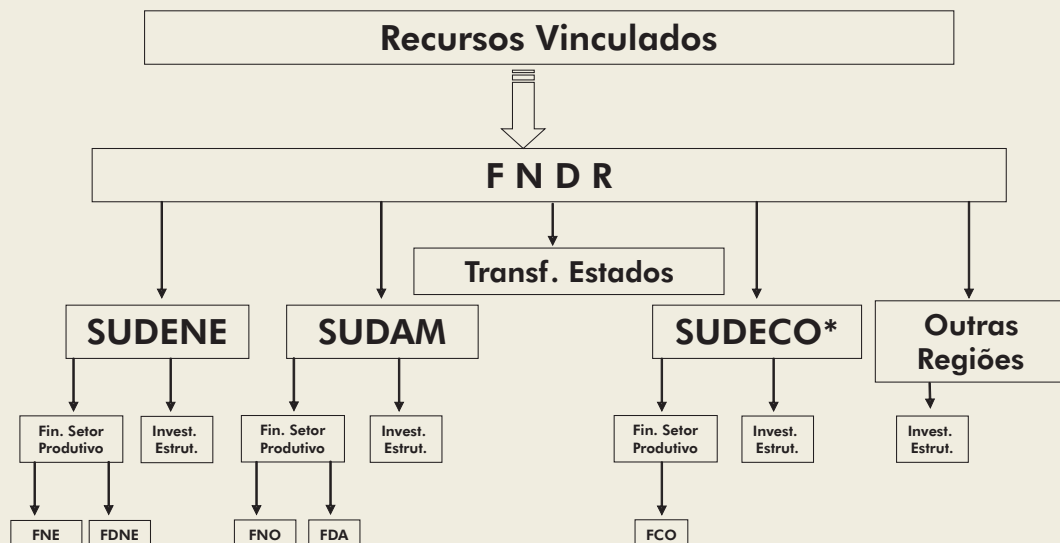 Recursos Vinculados
F N D R
Transf. Estados
SUDENE
SUDAM
SUDECO*
Outras
Regiões
Fin. Setor
Produtivo
Invest.
Estrut.
Fin. Setor
Produtivo
Invest.
Estrut.
Fin. Setor
Produtivo
Invest.
Estrut.
Invest.
Estrut.
FNE
FDNE
FNO
FDA
FCO